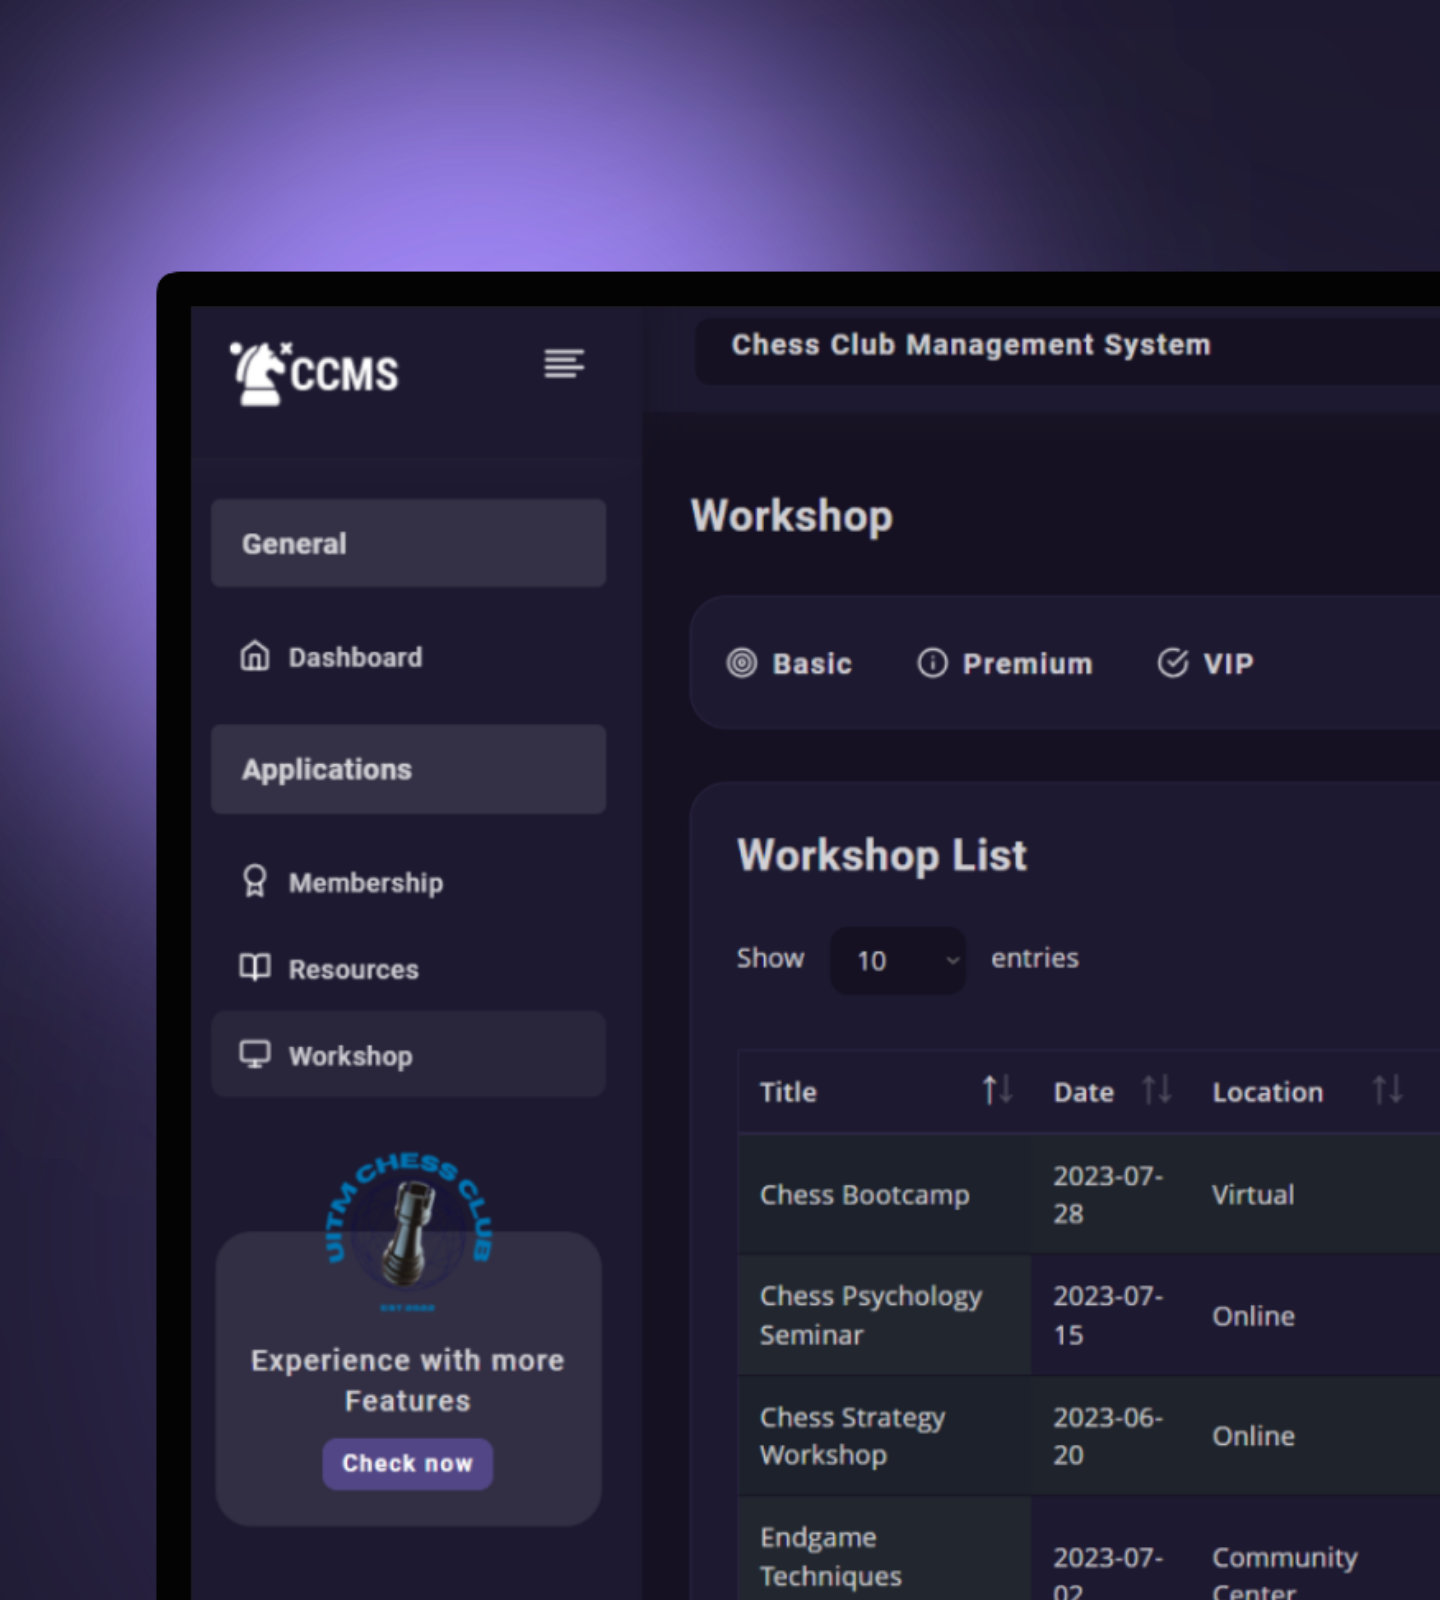 CCMS
Chess Club Management System
General
Dashboard
Applications
Membership
Resources
Workshop
UITM CHESS CLUB
Experience with more
Features
Check now
Workshop
Basic
Premium
VIP
Workshop List
Show 10 entries
Title Date Location
Chess Bootcamp 2023-07-28 Virtual
Chess Psychology Seminar 2023-07-15 Online
Chess Strategy Workshop 2023-06-20 Online
Endgame Techniques 2023-07-02 Community Center